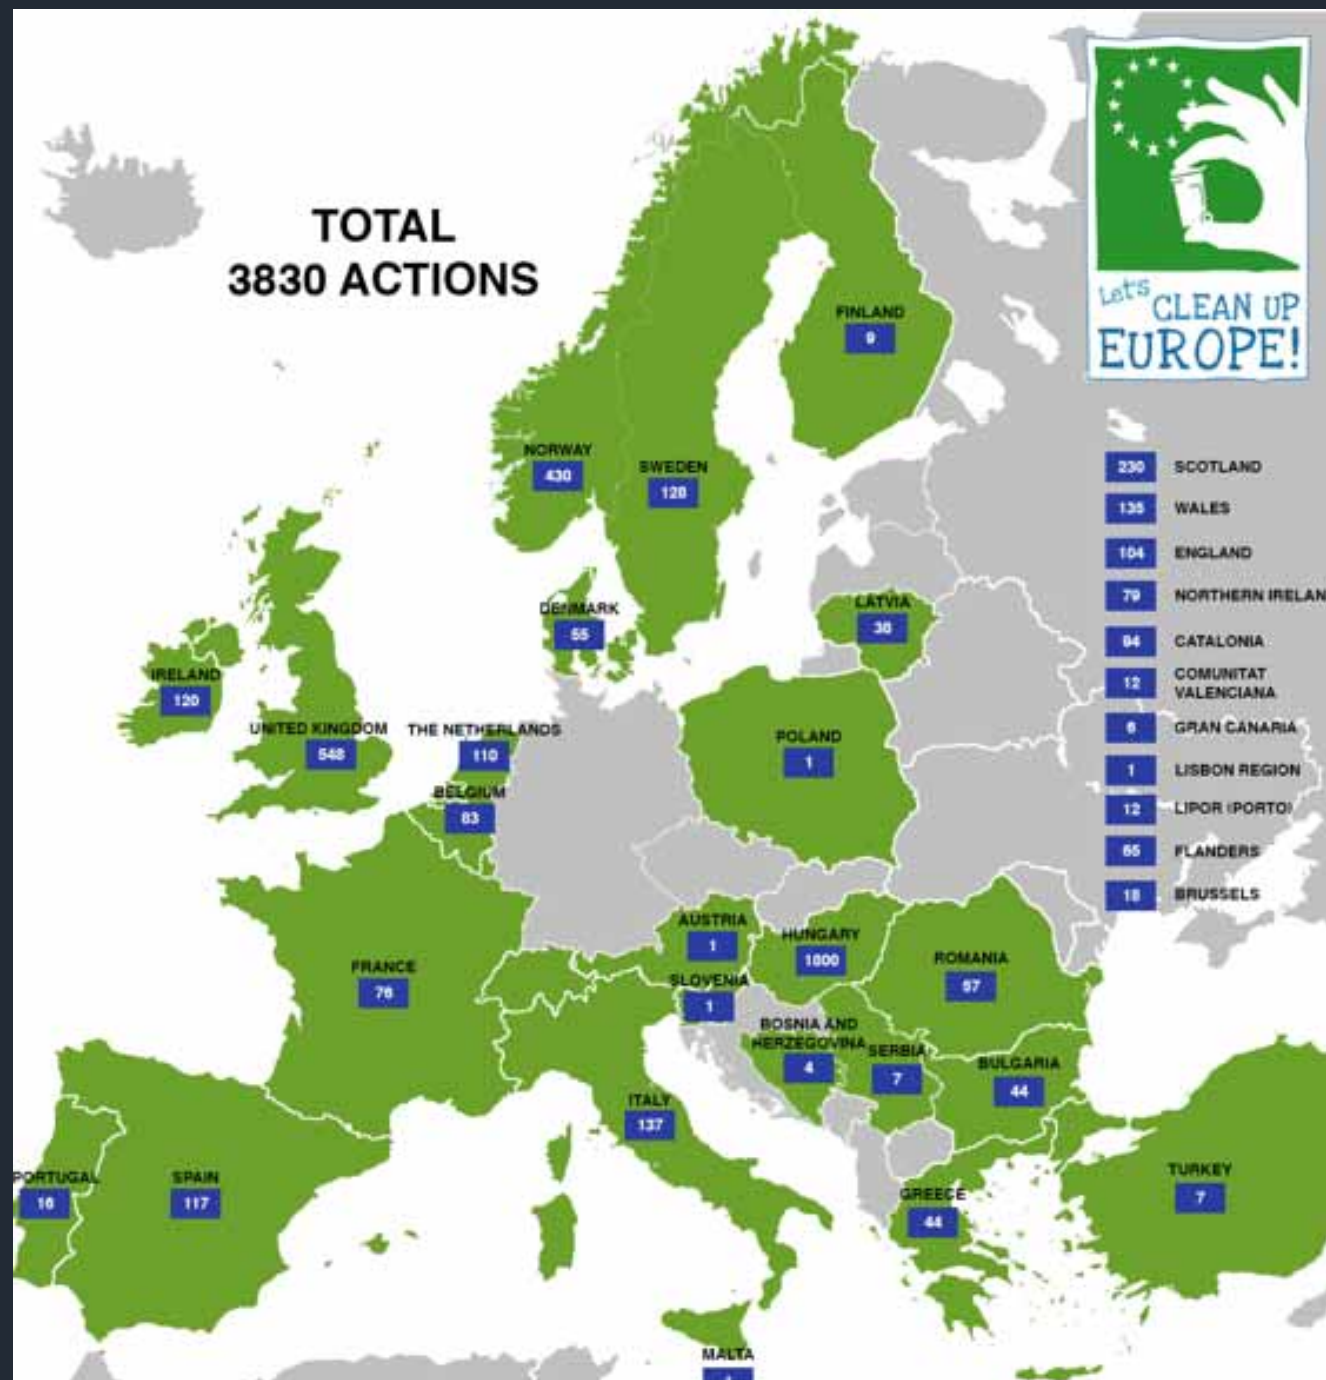 TOTAL
3830 ACTIONS
Let's
CLEAN UP
EUROPE!
FINLAND
9
NORWAY
430
SWEDEN
128
230 SCOTLAND
135 WALES
104 ENGLAND
79 NORTHERN IRELAN
94 CATALONIA
12 COMUNITAT
VALENCIANA
6 GRAN CANARIA
1 LISBON REGION
12 LIPOR (PORTO)
65 FLANDERS
18 BRUSSELS
DENMARK
55
LATVIA
38
IRELAND
120
UNITED KINGDOM
548
THE NETHERLANDS
110
BELGIUM
83
POLAND
1
AUSTRIA
1
HUNGARY
1800
SLOVENIA
1
ROMANIA
57
FRANCE
76
BOSNIA AND
HERZEGOVINA
4
SERBIA
7
BULGARIA
44
ITALY
137
PORTUGAL
16
SPAIN
117
GREECE
44
TURKEY
7
MALTA